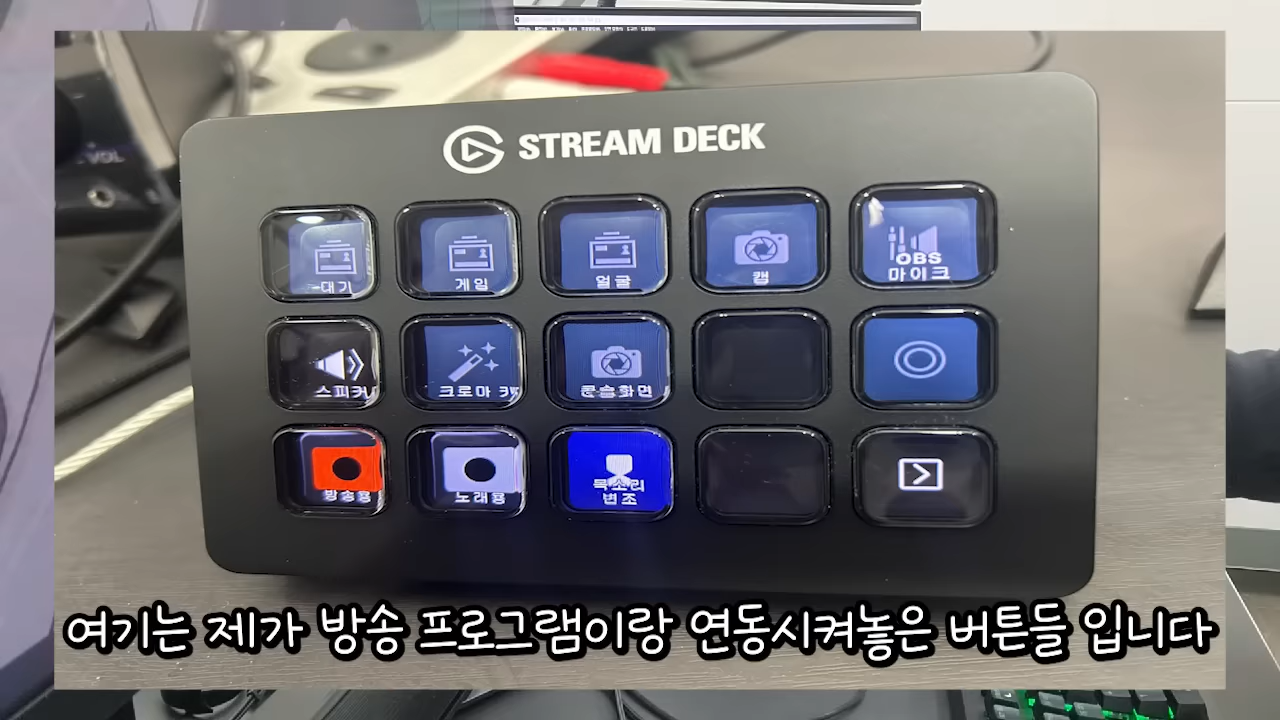 STREAM DECK
대기
게임
얼굴
캠
OBS
마이크
스피커
크로마 키
콘솔화면
방송용
노래용
목소리
변조
여기는 제가 방송 프로그램이랑 연동시켜놓은 버튼들 입니다